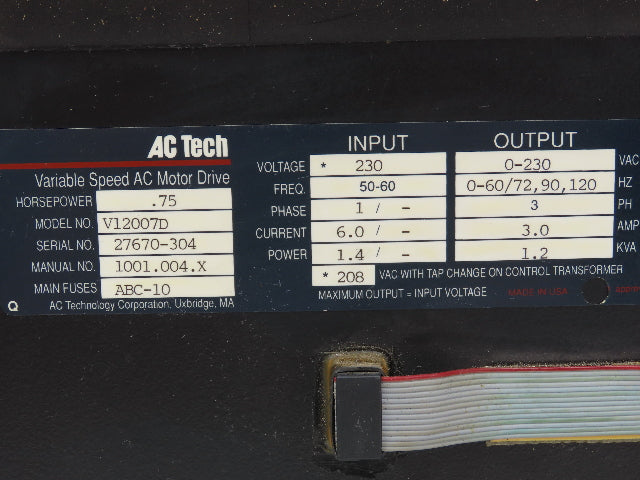 AC Tech
Variable Speed AC Motor Drive
HORSEPOWER .75
MODEL NO. V12007D
SERIAL NO. 27670-304
MANUAL NO. 1001.004.X
MAIN FUSES ABC-10
Q AC Technology Corporation, Uxbridge, MA
INPUT OUTPUT
VOLTAGE * 230 0-230 VAC
FREQ. 50-60 0-60/72,90,120 HZ
PHASE 1 / - 3 PH
CURRENT 6.0 / - 3.0 AMP
POWER 1.4 / - 1.2 KVA
* 208 VAC WITH TAP CHANGE ON CONTROL TRANSFORMER
MAXIMUM OUTPUT = INPUT VOLTAGE MADE IN USA